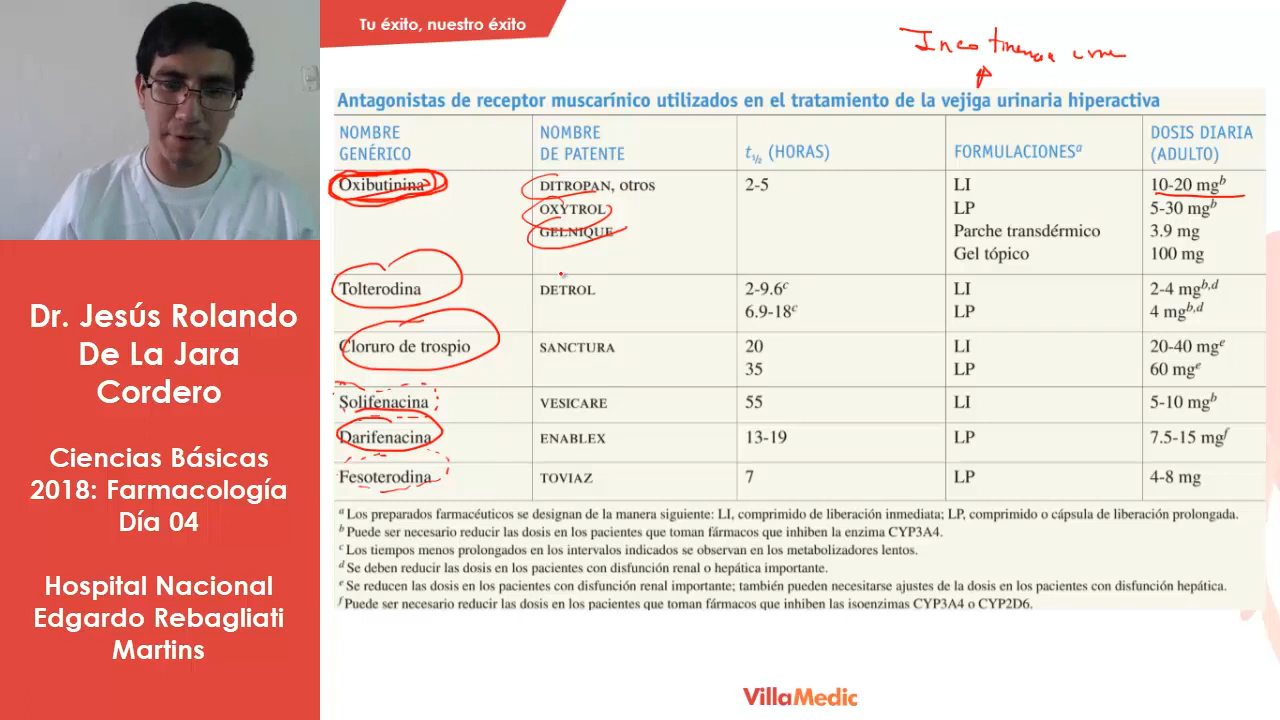 Tu éxito, nuestro éxito
Dr. Jesús Rolando
De La Jara
Cordero
Ciencias Básicas
2018: Farmacología
Día 04
Hospital Nacional
Edgardo Rebagliati
Martins
Antagonistas de receptor muscarínico utilizados en el tratamiento de la vejiga urinaria hiperactiva
NOMBRE GENÉRICO NOMBRE DE PATENTE t1/2 (HORAS) FORMULACIONESa DOSIS DIARIA (ADULTO)
Oxibutinina DITROPAN, otros 2-5 LI 10-20 mgb
OXYTROL LP 5-30 mgb
GELNIQUE Parche transdérmico 3.9 mg
Gel tópico 100 mg
Tolterodina DETROL 2-9.6c LI 2-4 mgb,d
6.9-18c LP 4 mgb,d
Cloruro de trospio SANCTURA 20 LI 20-40 mge
35 LP 60 mge
Solifenacina VESICARE 55 LI 5-10 mgb
Darifenacina ENABLEX 13-19 LP 7.5-15 mgf
Fesoterodina TOVIAZ 7 LP 4-8 mg
a Los preparados farmacéuticos se designan de la manera siguiente: LI, comprimido de liberación inmediata; LP, comprimido o cápsula de liberación prolongada.
b Puede ser necesario reducir las dosis en los pacientes que toman fármacos que inhiben la enzima CYP3A4.
c Los tiempos menos prolongados en los intervalos indicados se observan en los metabolizadores lentos.
d Se deben reducir las dosis en los pacientes con disfunción renal o hepática importante.
e Se reducen las dosis en los pacientes con disfunción renal importante; también pueden necesitarse ajustes de la dosis en los pacientes con disfunción hepática.
f Puede ser necesario reducir las dosis en los pacientes que toman fármacos que inhiben las isoenzimas CYP3A4 o CYP2D6.
VillaMedic